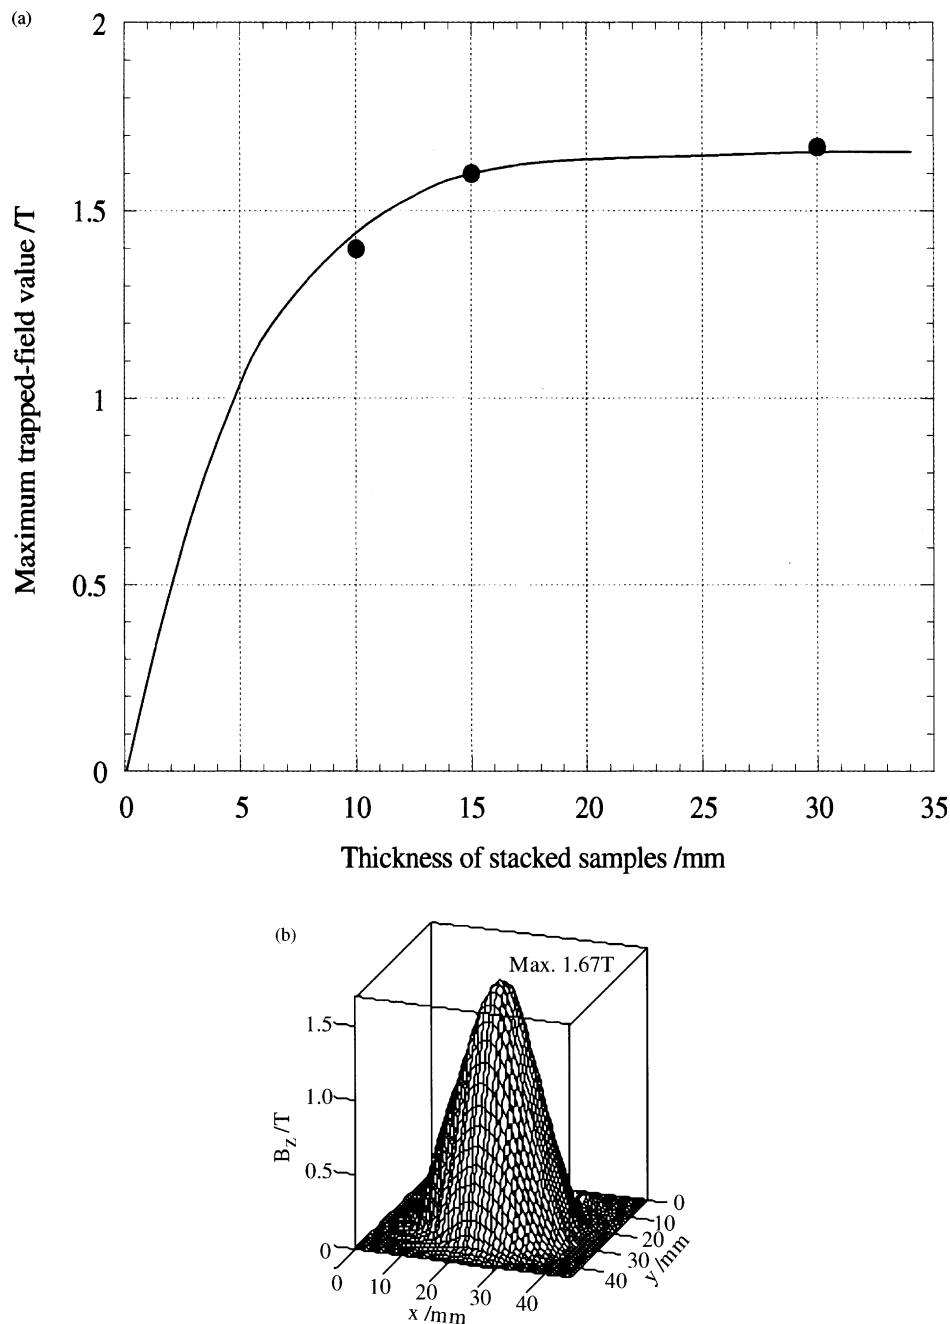 (a)
2
1.5
1
0.5
0
Maximum trapped-field value /T
0 5 10 15 20 25 30 35
Thickness of stacked samples /mm
(b)
Max. 1.67T
1.5
1.0
0.5
0
B_Z /T
0 10 20 30 40
x /mm
0
10
20
30
40
y /mm